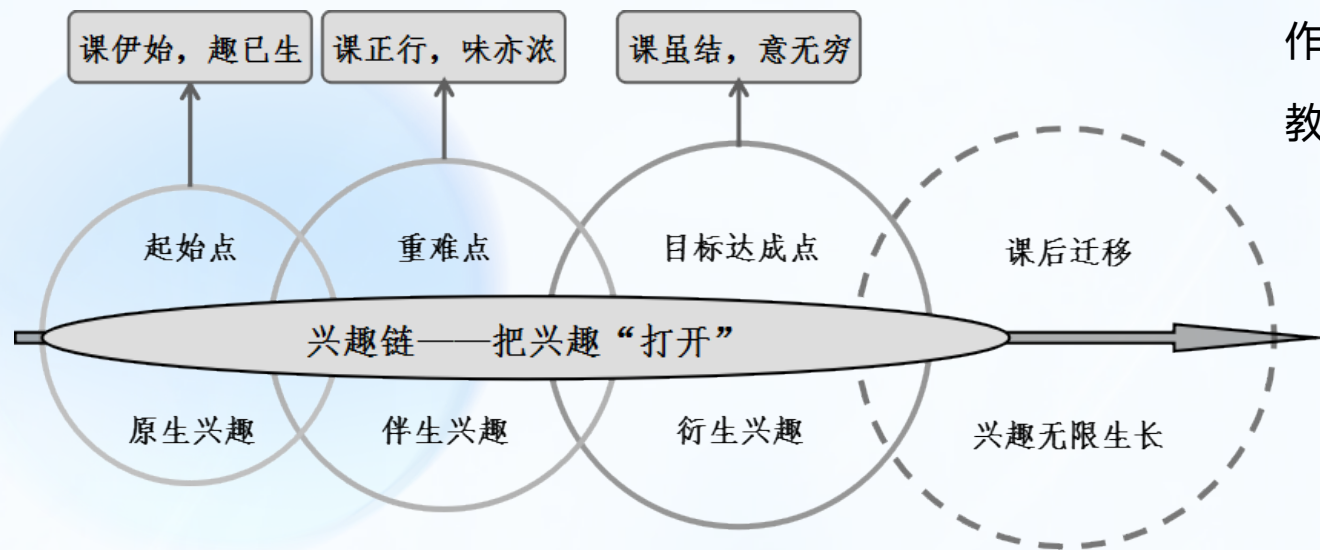 课伊始，趣已生
课正行，味亦浓
课虽结，意无穷
作
教
起始点
重难点
目标达成点
课后迁移
兴趣链——把兴趣“打开”
原生兴趣
伴生兴趣
衍生兴趣
兴趣无限生长